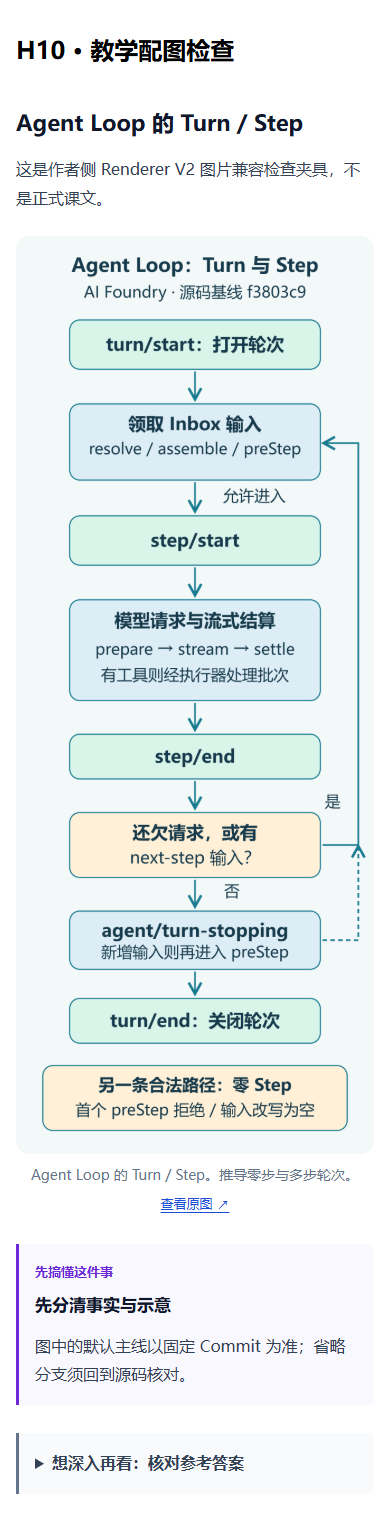 H10 · 教学配图检查
Agent Loop 的 Turn / Step
这是作者侧 Renderer V2 图片兼容检查夹具，不
是正式课文。
Agent Loop：Turn 与 Step
AI Foundry · 源码基线 f3803c9
turn/start：打开轮次
领取 Inbox 输入
resolve / assemble / preStep
允许进入
step/start
模型请求与流式结算
prepare → stream → settle
有工具则经执行器处理批次
step/end
是
还欠请求，或有
next-step 输入？
否
agent/turn-stopping
新增输入则再进入 preStep
turn/end：关闭轮次
另一条合法路径：零 Step
首个 preStep 拒绝 / 输入改写为空
Agent Loop 的 Turn / Step。推导零步与多步轮次。
查看原图 ↗
先搞懂这件事
先分清事实与示意
图中的默认主线以固定 Commit 为准；省略
分支须回到源码核对。
▶ 想深入再看：核对参考答案